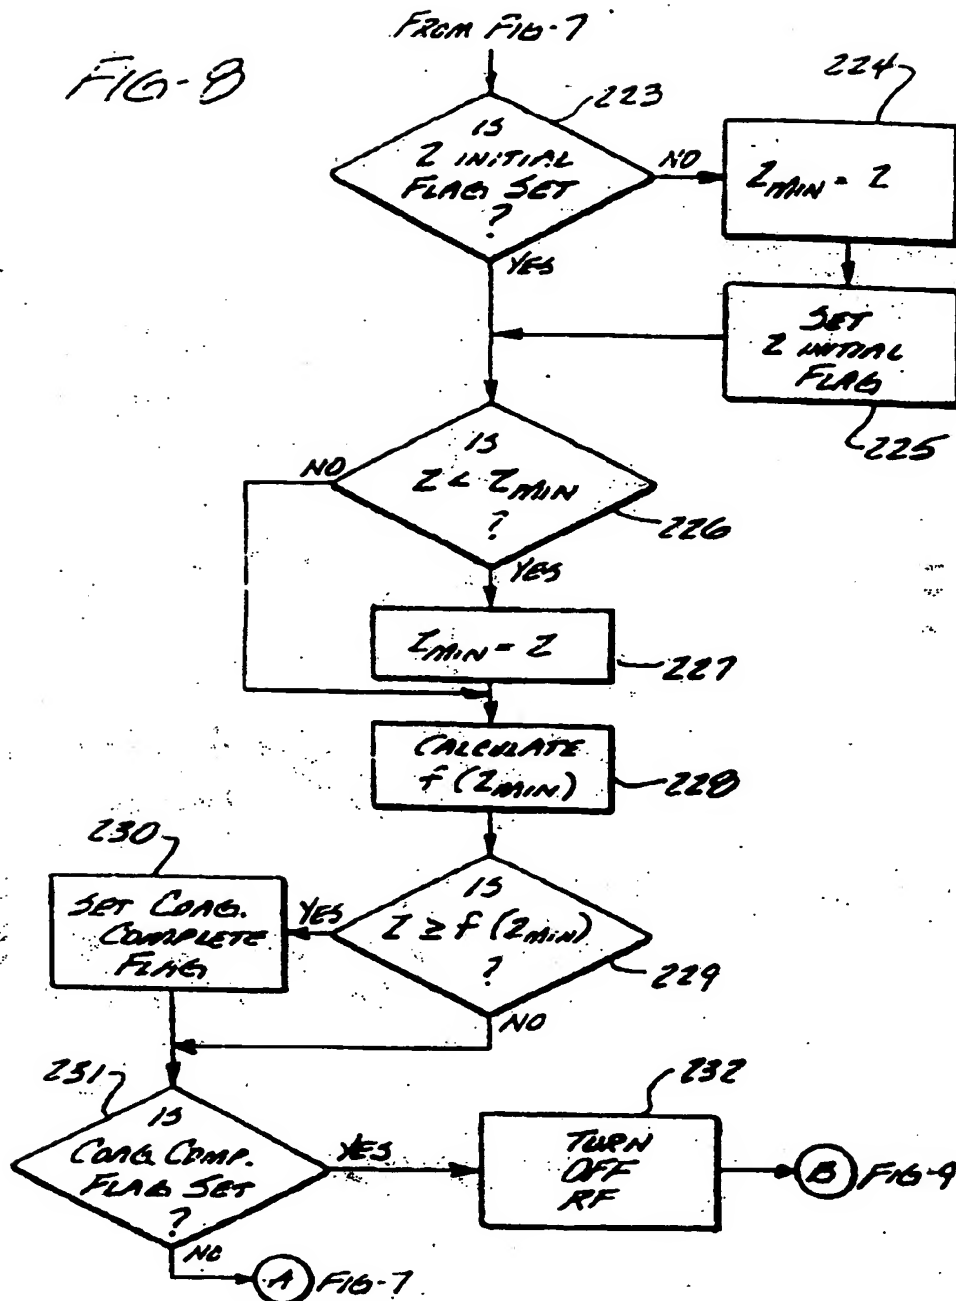 FROM FIG-7
FIG-8
223
IS
Z INITIAL
FLAG SET
?
NO
YES
224
ZMIN = Z
SET
Z INITIAL
FLAG
225
IS
Z < ZMIN
?
NO
YES
226
ZMIN = Z
227
CALCULATE
f (ZMIN)
228
230
SET COAG.
COMPLETE
FLAG
YES
IS
Z ≥ f (ZMIN)
?
229
NO
231
IS
COAG. COMP.
FLAG SET
?
YES
NO
232
TURN
OFF
RF
B FIG-9
A FIG-7